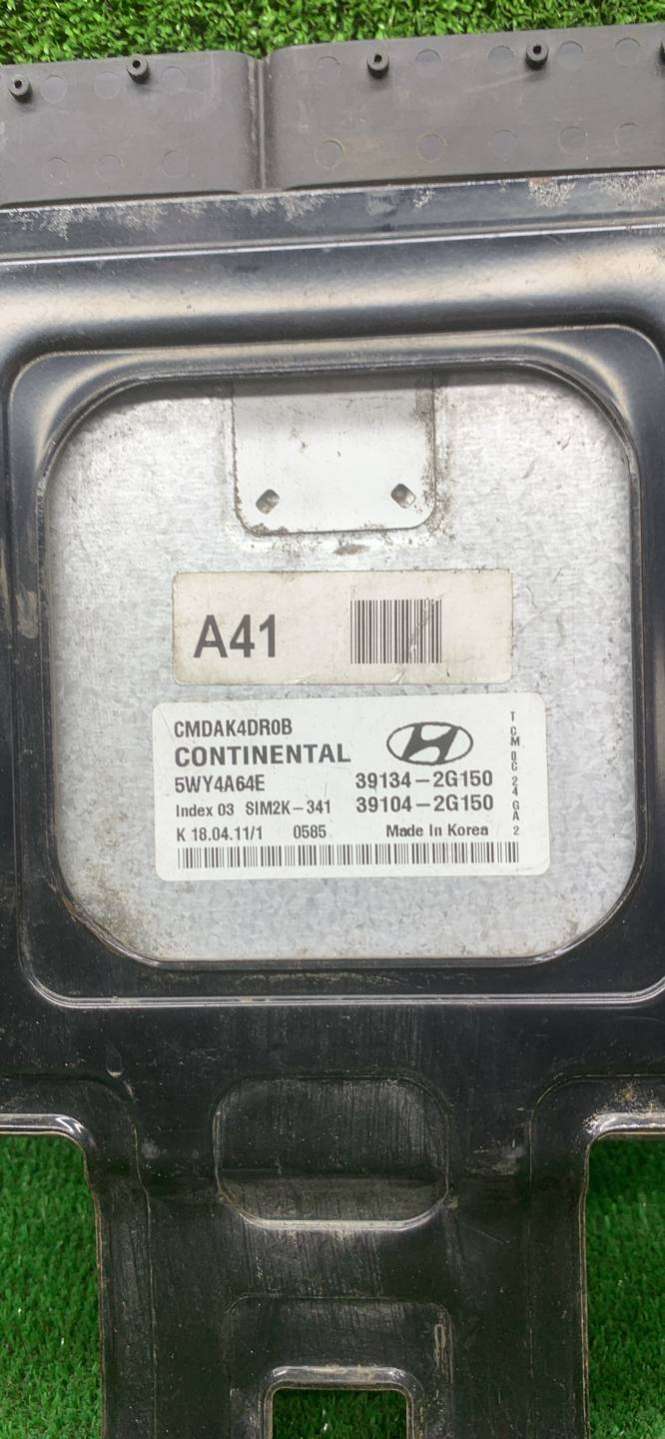 A41
CMDAK4DR0B
CONTINENTAL
5WY4A64E 39134-2G150
Index 03 SIM2K-341 39104-2G150
K 18.04.11/1 0585 Made In Korea